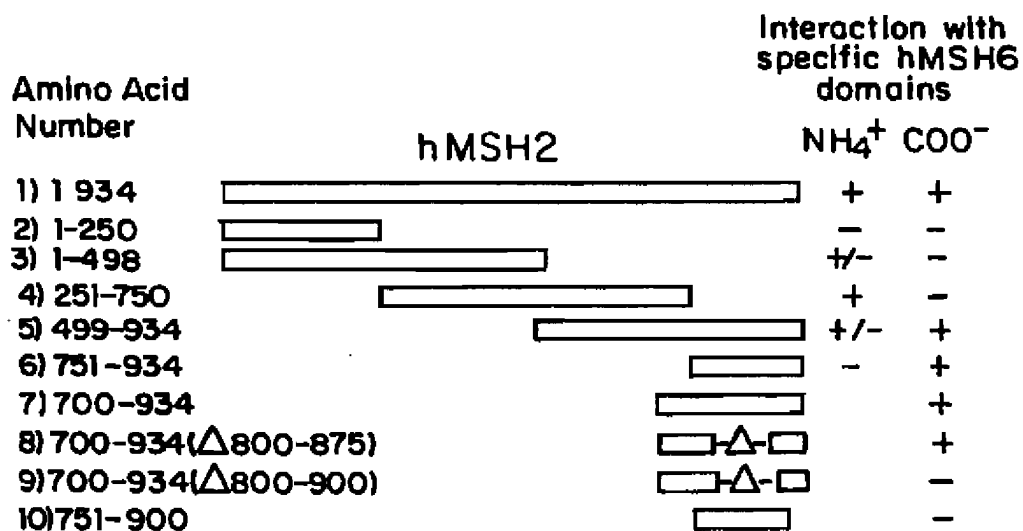 Interaction with
specific hMSH6
domains
Amino Acid
Number
hMSH2
NH4+ COO−
1) 1 934 + +
2) 1-250 − −
3) 1-498 +/- −
4) 251-750 + −
5) 499-934 +/- +
6) 751-934 - +
7) 700-934 +
8) 700-934(Δ800-875) Δ +
9) 700-934(Δ800-900) Δ −
10) 751-900 −